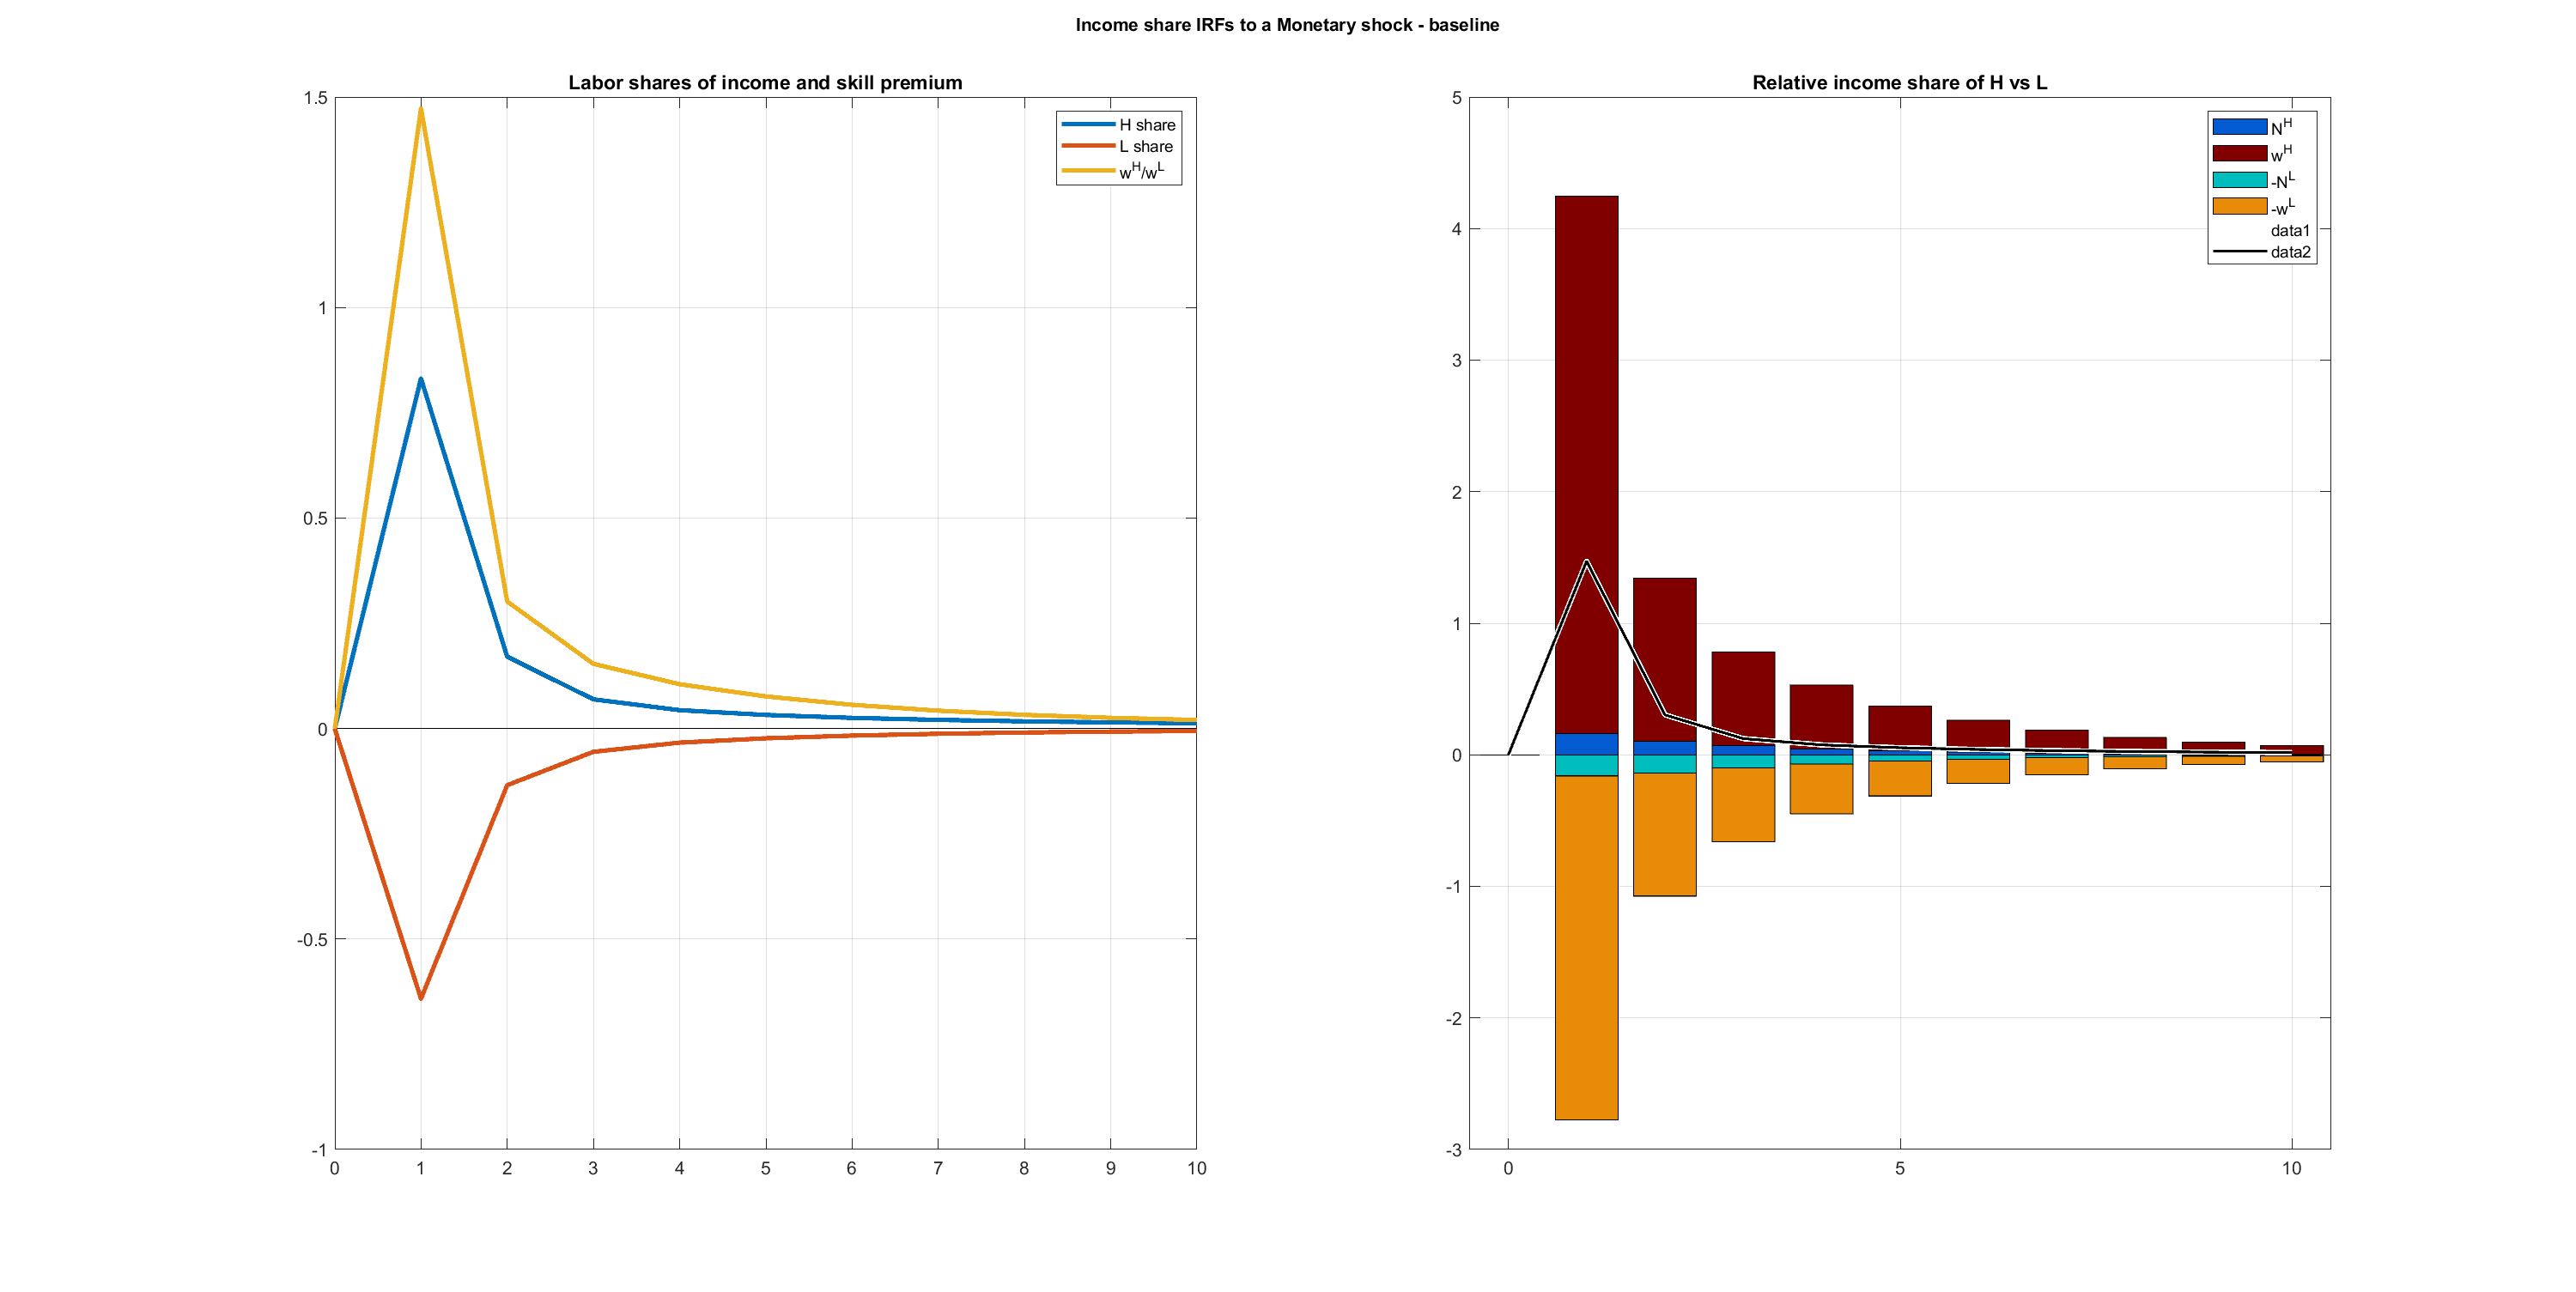 Income share IRFs to a Monetary shock - baseline
Labor shares of income and skill premium
1.5
1
0.5
0
-0.5
-1
0 1 2 3 4 5 6 7 8 9 10
H share
L share
w^H/w^L
Relative income share of H vs L
5
4
3
2
1
0
-1
-2
-3
0 5 10
N^H
w^H
-N^L
-w^L
data1
data2